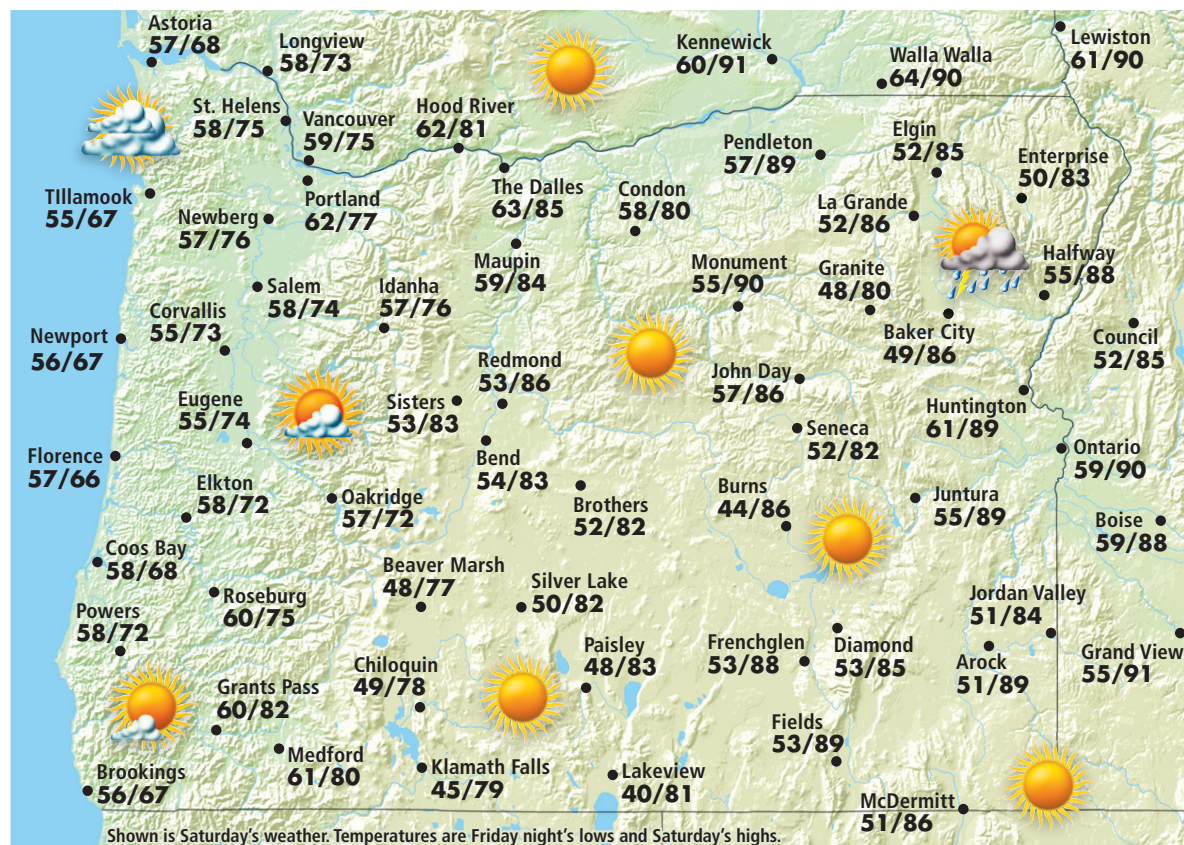 Astoria
57/68
Longview
58/73
Kennewick
60/91
Walla Walla
64/90
Lewiston
61/90
St. Helens
58/75
Vancouver
59/75
Hood River
62/81
Pendleton
57/89
Elgin
52/85
Enterprise
50/83
TIllamook
55/67
Portland
62/77
Newberg
57/76
The Dalles
63/85
Condon
58/80
La Grande
52/86
Maupin
59/84
Monument
55/90
Granite
48/80
Halfway
55/88
Salem
58/74
Idanha
57/76
Corvallis
55/73
Newport
56/67
Baker City
49/86
Council
52/85
Redmond
53/86
John Day
57/86
Eugene
55/74
Sisters
53/83
Huntington
61/89
Seneca
52/82
Florence
57/66
Bend
54/83
Ontario
59/90
Elkton
58/72
Oakridge
57/72
Brothers
52/82
Burns
44/86
Juntura
55/89
Boise
59/88
Coos Bay
58/68
Beaver Marsh
48/77
Silver Lake
50/82
Roseburg
60/75
Jordan Valley
51/84
Powers
58/72
Paisley
48/83
Frenchglen
53/88
Diamond
53/85
Arock
51/89
Grand View
55/91
Chiloquin
49/78
Grants Pass
60/82
Fields
53/89
Medford
61/80
Klamath Falls
45/79
Lakeview
40/81
Brookings
56/67
McDermitt
51/86
Shown is Saturday's weather. Temperatures are Friday night's lows and Saturday's highs.